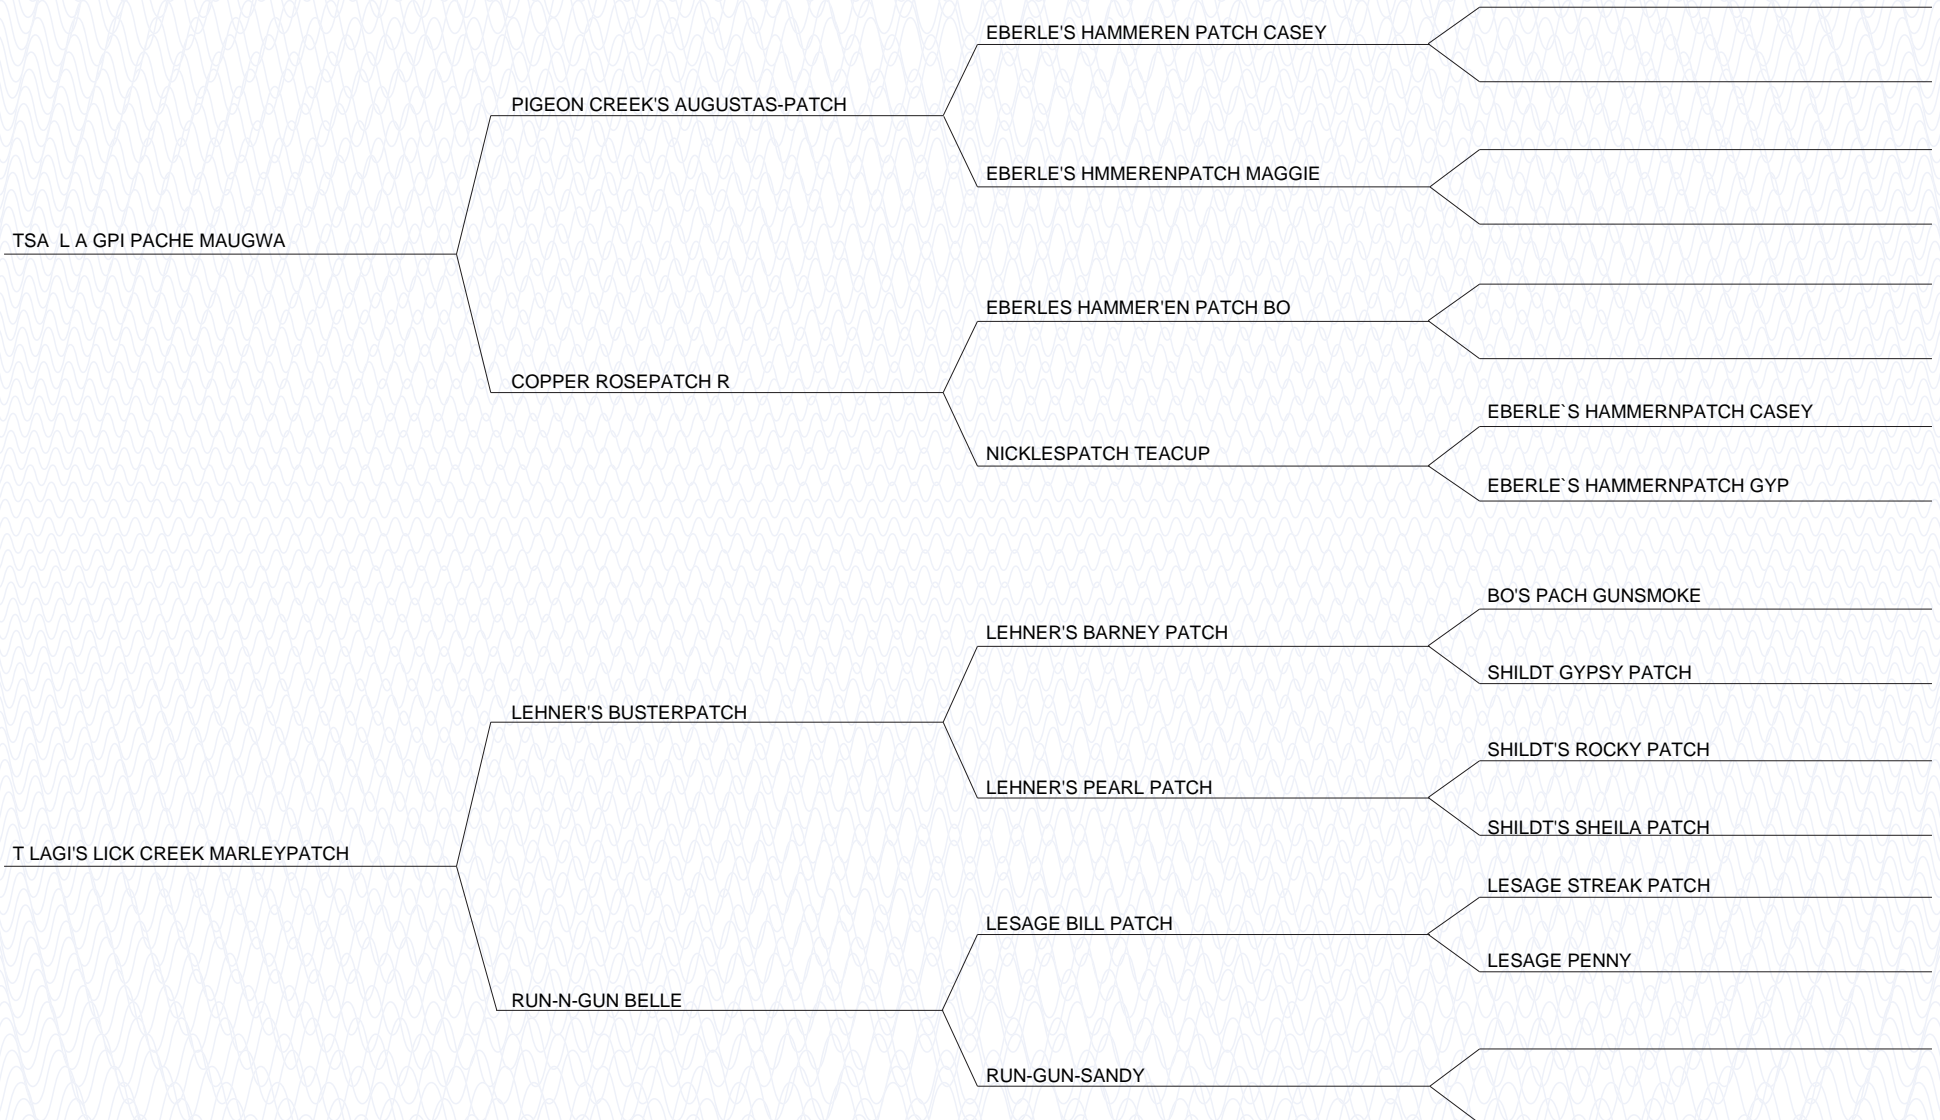 EBERLE'S HAMMEREN PATCH CASEY
PIGEON CREEK'S AUGUSTAS-PATCH
EBERLE'S HMMERENPATCH MAGGIE
TSA  L A GPI PACHE MAUGWA
EBERLES HAMMER'EN PATCH BO
COPPER ROSEPATCH R
EBERLE`S HAMMERNPATCH CASEY
NICKLESPATCH TEACUP
EBERLE`S HAMMERNPATCH GYP
BO'S PACH GUNSMOKE
LEHNER'S BARNEY PATCH
SHILDT GYPSY PATCH
LEHNER'S BUSTERPATCH
SHILDT'S ROCKY PATCH
LEHNER'S PEARL PATCH
SHILDT'S SHEILA PATCH
T LAGI'S LICK CREEK MARLEYPATCH
LESAGE STREAK PATCH
LESAGE BILL PATCH
LESAGE PENNY
RUN-N-GUN BELLE
RUN-GUN-SANDY